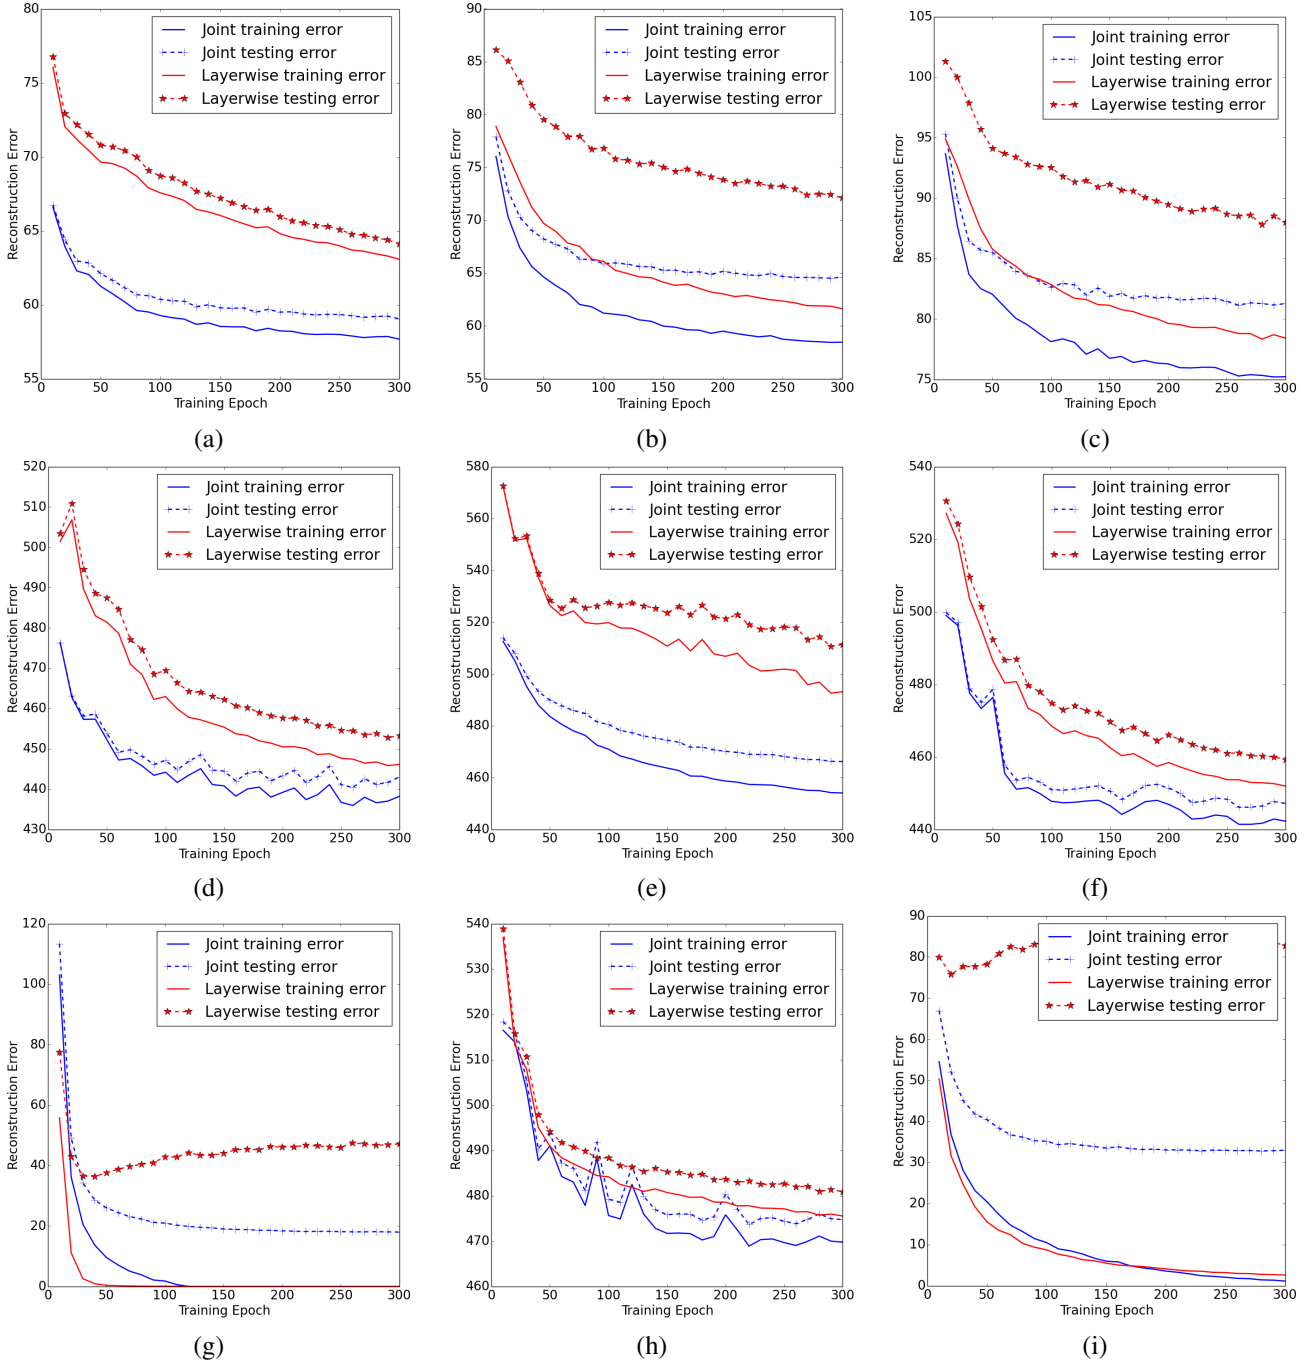 80
75
70
65
60
55
0 50 100 150 200 250 300
Reconstruction Error
Training Epoch
Joint training error
Joint testing error
Layerwise training error
Layerwise testing error
(a)
90
85
80
75
70
65
60
55
0 50 100 150 200 250 300
Reconstruction Error
Training Epoch
Joint training error
Joint testing error
Layerwise training error
Layerwise testing error
(b)
105
100
95
90
85
80
75
0 50 100 150 200 250 300
Reconstruction Error
Training Epoch
Joint training error
Joint testing error
Layerwise training error
Layerwise testing error
(c)
520
510
500
490
480
470
460
450
440
430
0 50 100 150 200 250 300
Reconstruction Error
Training Epoch
Joint training error
Joint testing error
Layerwise training error
Layerwise testing error
(d)
580
560
540
520
500
480
460
440
0 50 100 150 200 250 300
Reconstruction Error
Training Epoch
Joint training error
Joint testing error
Layerwise training error
Layerwise testing error
(e)
540
520
500
480
460
440
0 50 100 150 200 250 300
Reconstruction Error
Training Epoch
Joint training error
Joint testing error
Layerwise training error
Layerwise testing error
(f)
120
100
80
60
40
20
0
0 50 100 150 200 250 300
Reconstruction Error
Training Epoch
Joint training error
Joint testing error
Layerwise training error
Layerwise testing error
(g)
540
530
520
510
500
490
480
470
460
0 50 100 150 200 250 300
Reconstruction Error
Training Epoch
Joint training error
Joint testing error
Layerwise training error
Layerwise testing error
(h)
90
80
70
60
50
40
30
20
10
0
0 50 100 150 200 250 300
Reconstruction Error
Training Epoch
Joint training error
Joint testing error
Layerwise training error
Layerwise testing error
(i)